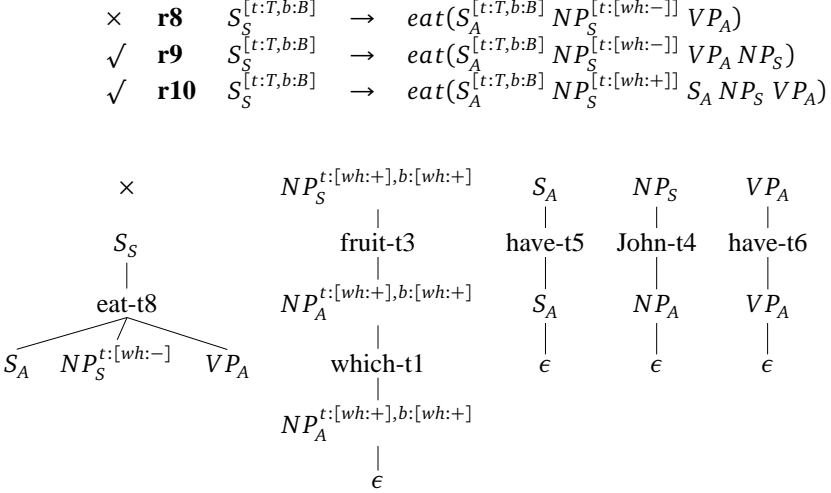 × r8 S_S^[t:T,b:B] → eat(S_A^[t:T,b:B] NP_S^[t:[wh:−]] VP_A)
√ r9 S_S^[t:T,b:B] → eat(S_A^[t:T,b:B] NP_S^[t:[wh:−]] VP_A NP_S)
√ r10 S_S^[t:T,b:B] → eat(S_A^[t:T,b:B] NP_S^[t:[wh:+]] S_A NP_S VP_A)
× NP_S^t:[wh:+],b:[wh:+] S_A NP_S VP_A
S_S fruit-t3 have-t5 John-t4 have-t6
eat-t8 NP_A^t:[wh:+],b:[wh:+] S_A NP_A VP_A
S_A NP_S^t:[wh:−] VP_A which-t1 ϵ ϵ ϵ
NP_A^t:[wh:+],b:[wh:+]
ϵ